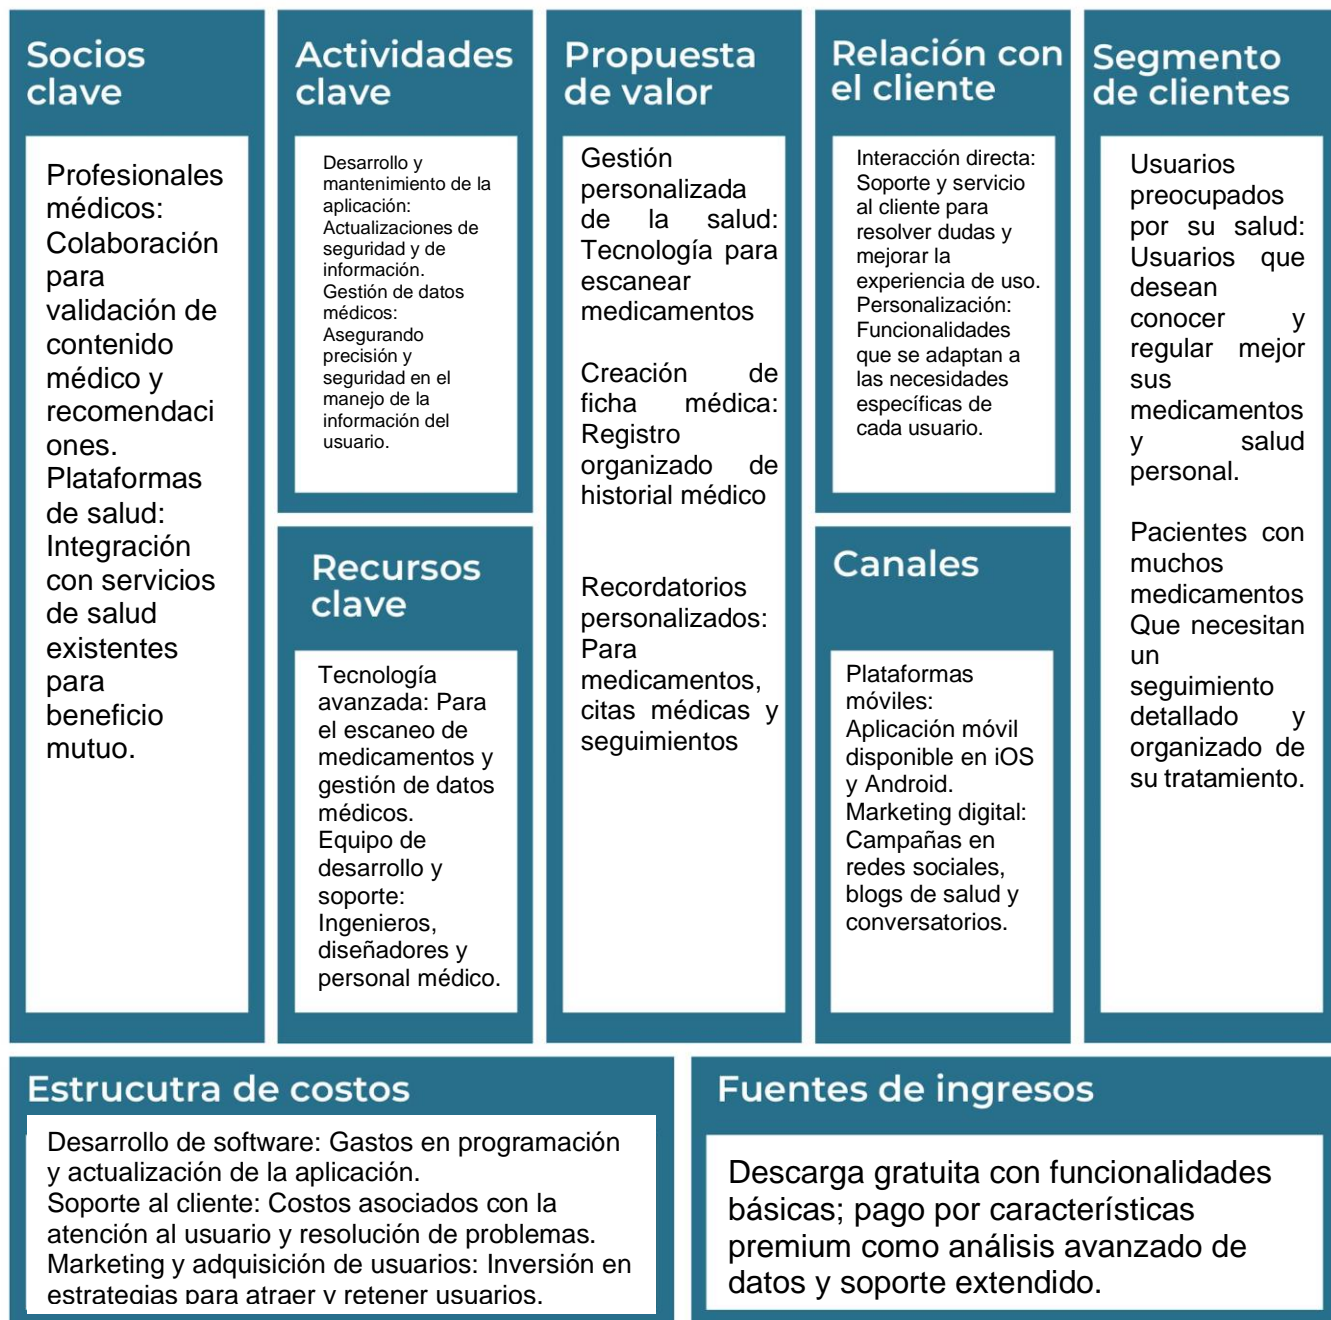 Socios
clave
Profesionales
médicos:
Colaboración
para
validación de
contenido
médico y
recomendaci
ones.
Plataformas
de salud:
Integración
con servicios
de salud
existentes
para
beneficio
mutuo.
Actividades
clave
Desarrollo y
mantenimiento de la
aplicación:
Actualizaciones de
seguridad y de
información.
Gestión de datos
médicos:
Asegurando
precisión y
seguridad en el
manejo de la
información del
usuario.
Recursos
clave
Tecnología
avanzada: Para
el escaneo de
medicamentos y
gestión de datos
médicos.
Equipo de
desarrollo y
soporte:
Ingenieros,
diseñadores y
personal médico.
Propuesta
de valor
Gestión
personalizada
de la salud:
Tecnología para
escanear
medicamentos
Creación de
ficha médica:
Registro
organizado de
historial médico
Recordatorios
personalizados:
Para
medicamentos,
citas médicas y
seguimientos
Relación con
el cliente
Interacción directa:
Soporte y servicio
al cliente para
resolver dudas y
mejorar la
experiencia de uso.
Personalización:
Funcionalidades
que se adaptan a
las necesidades
específicas de
cada usuario.
Canales
Plataformas
móviles:
Aplicación móvil
disponible en iOS
y Android.
Marketing digital:
Campañas en
redes sociales,
blogs de salud y
conversatorios.
Segmento
de clientes
Usuarios
preocupados
por su salud:
Usuarios que
desean
conocer y
regular mejor
sus
medicamentos
y salud
personal.
Pacientes con
muchos
medicamentos
Que necesitan
un
seguimiento
detallado y
organizado de
su tratamiento.
Estrucutra de costos
Desarrollo de software: Gastos en programación
y actualización de la aplicación.
Soporte al cliente: Costos asociados con la
atención al usuario y resolución de problemas.
Marketing y adquisición de usuarios: Inversión en
estrategias para atraer y retener usuarios.
Fuentes de ingresos
Descarga gratuita con funcionalidades
básicas; pago por características
premium como análisis avanzado de
datos y soporte extendido.